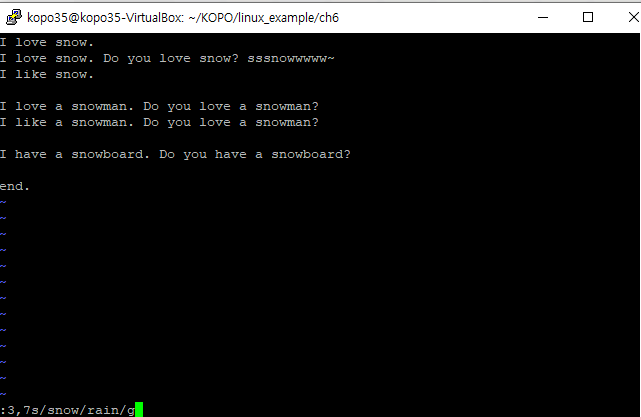 kopo35@kopo35-VirtualBox: ~/KOPO/linux_example/ch6
I love snow.
I love snow. Do you love snow? sssnowwwww~
I like snow.
I love a snowman. Do you love a snowman?
I like a snowman. Do you love a snowman?
I have a snowboard. Do you have a snowboard?
end.
~
~
~
~
~
~
~
~
~
~
~
~
~
:3,7s/snow/rain/g